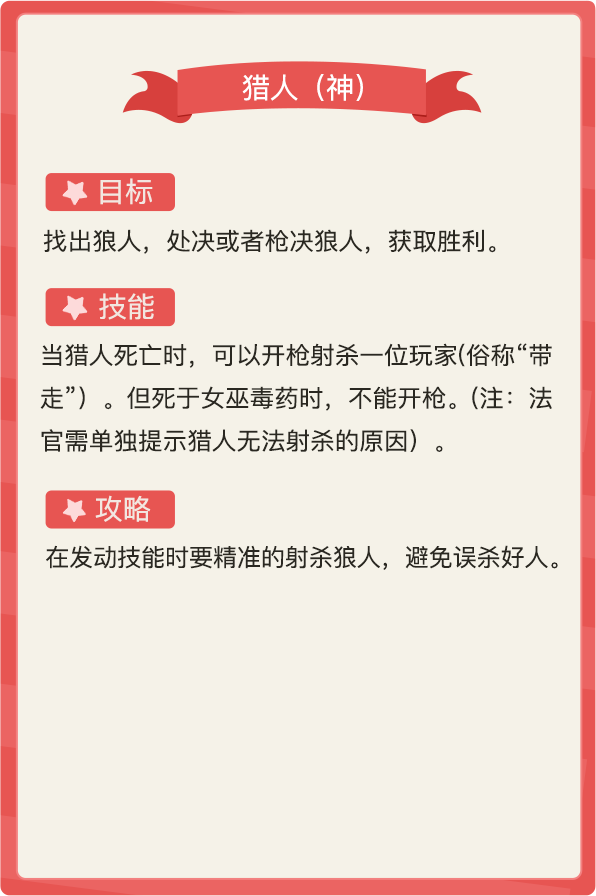 猎人（神）
目标
找出狼人，处决或者枪决狼人，获取胜利。
技能
当猎人死亡时，可以开枪射杀一位玩家(俗称“带
走”）。但死于女巫毒药时，不能开枪。(注：法
官需单独提示猎人无法射杀的原因）。
攻略
在发动技能时要精准的射杀狼人，避免误杀好人。